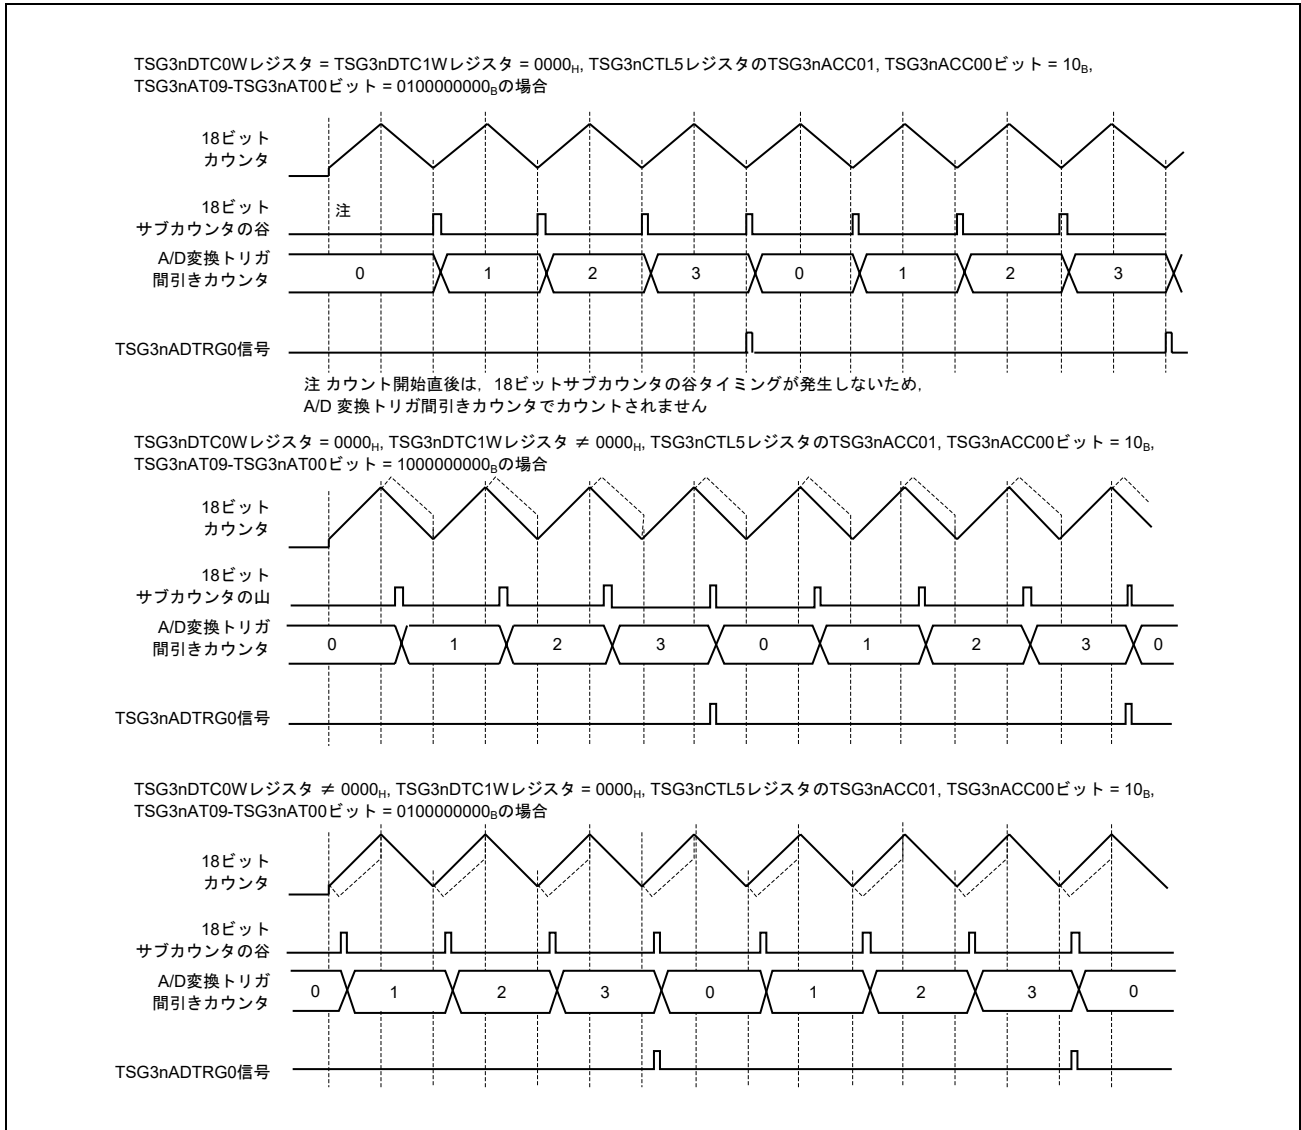 TSG3nDTC0Wレジスタ = TSG3nDTC1Wレジスタ = 0000H, TSG3nCTL5レジスタのTSG3nACC01, TSG3nACC00ビット = 10B,
TSG3nAT09-TSG3nAT00ビット = 0100000000Bの場合
18ビット
カウンタ
18ビット
サブカウンタの谷
注
A/D変換トリガ
間引きカウンタ
0 1 2 3 0 1 2 3
TSG3nADTRG0信号
注 カウント開始直後は，18ビットサブカウンタの谷タイミングが発生しないため，
A/D 変換トリガ間引きカウンタでカウントされません
TSG3nDTC0Wレジスタ = 0000H, TSG3nDTC1Wレジスタ ≠ 0000H, TSG3nCTL5レジスタのTSG3nACC01, TSG3nACC00ビット = 10B,
TSG3nAT09-TSG3nAT00ビット = 1000000000Bの場合
18ビット
カウンタ
18ビット
サブカウンタの山
A/D変換トリガ
間引きカウンタ
0 1 2 3 0 1 2 3 0
TSG3nADTRG0信号
TSG3nDTC0Wレジスタ ≠ 0000H, TSG3nDTC1Wレジスタ = 0000H, TSG3nCTL5レジスタのTSG3nACC01, TSG3nACC00ビット = 10B,
TSG3nAT09-TSG3nAT00ビット = 0100000000Bの場合
18ビット
カウンタ
18ビット
サブカウンタの谷
A/D変換トリガ
間引きカウンタ
0 1 2 3 0 1 2 3 0
TSG3nADTRG0信号